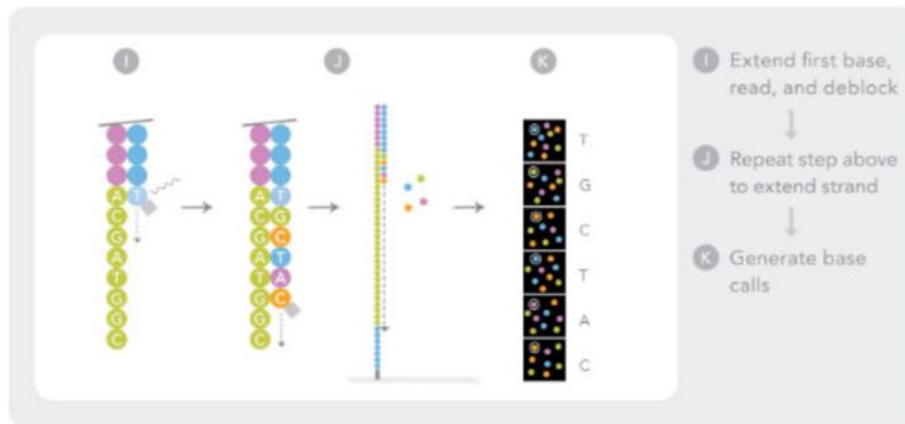 I
J
K
I Extend first base,
read, and deblock
J Repeat step above
to extend strand
K Generate base
calls
A T
C
G
A
T
G
G
C
A T
C G
G C
A T
T A
G C
G
C
T
G
C
T
A
C